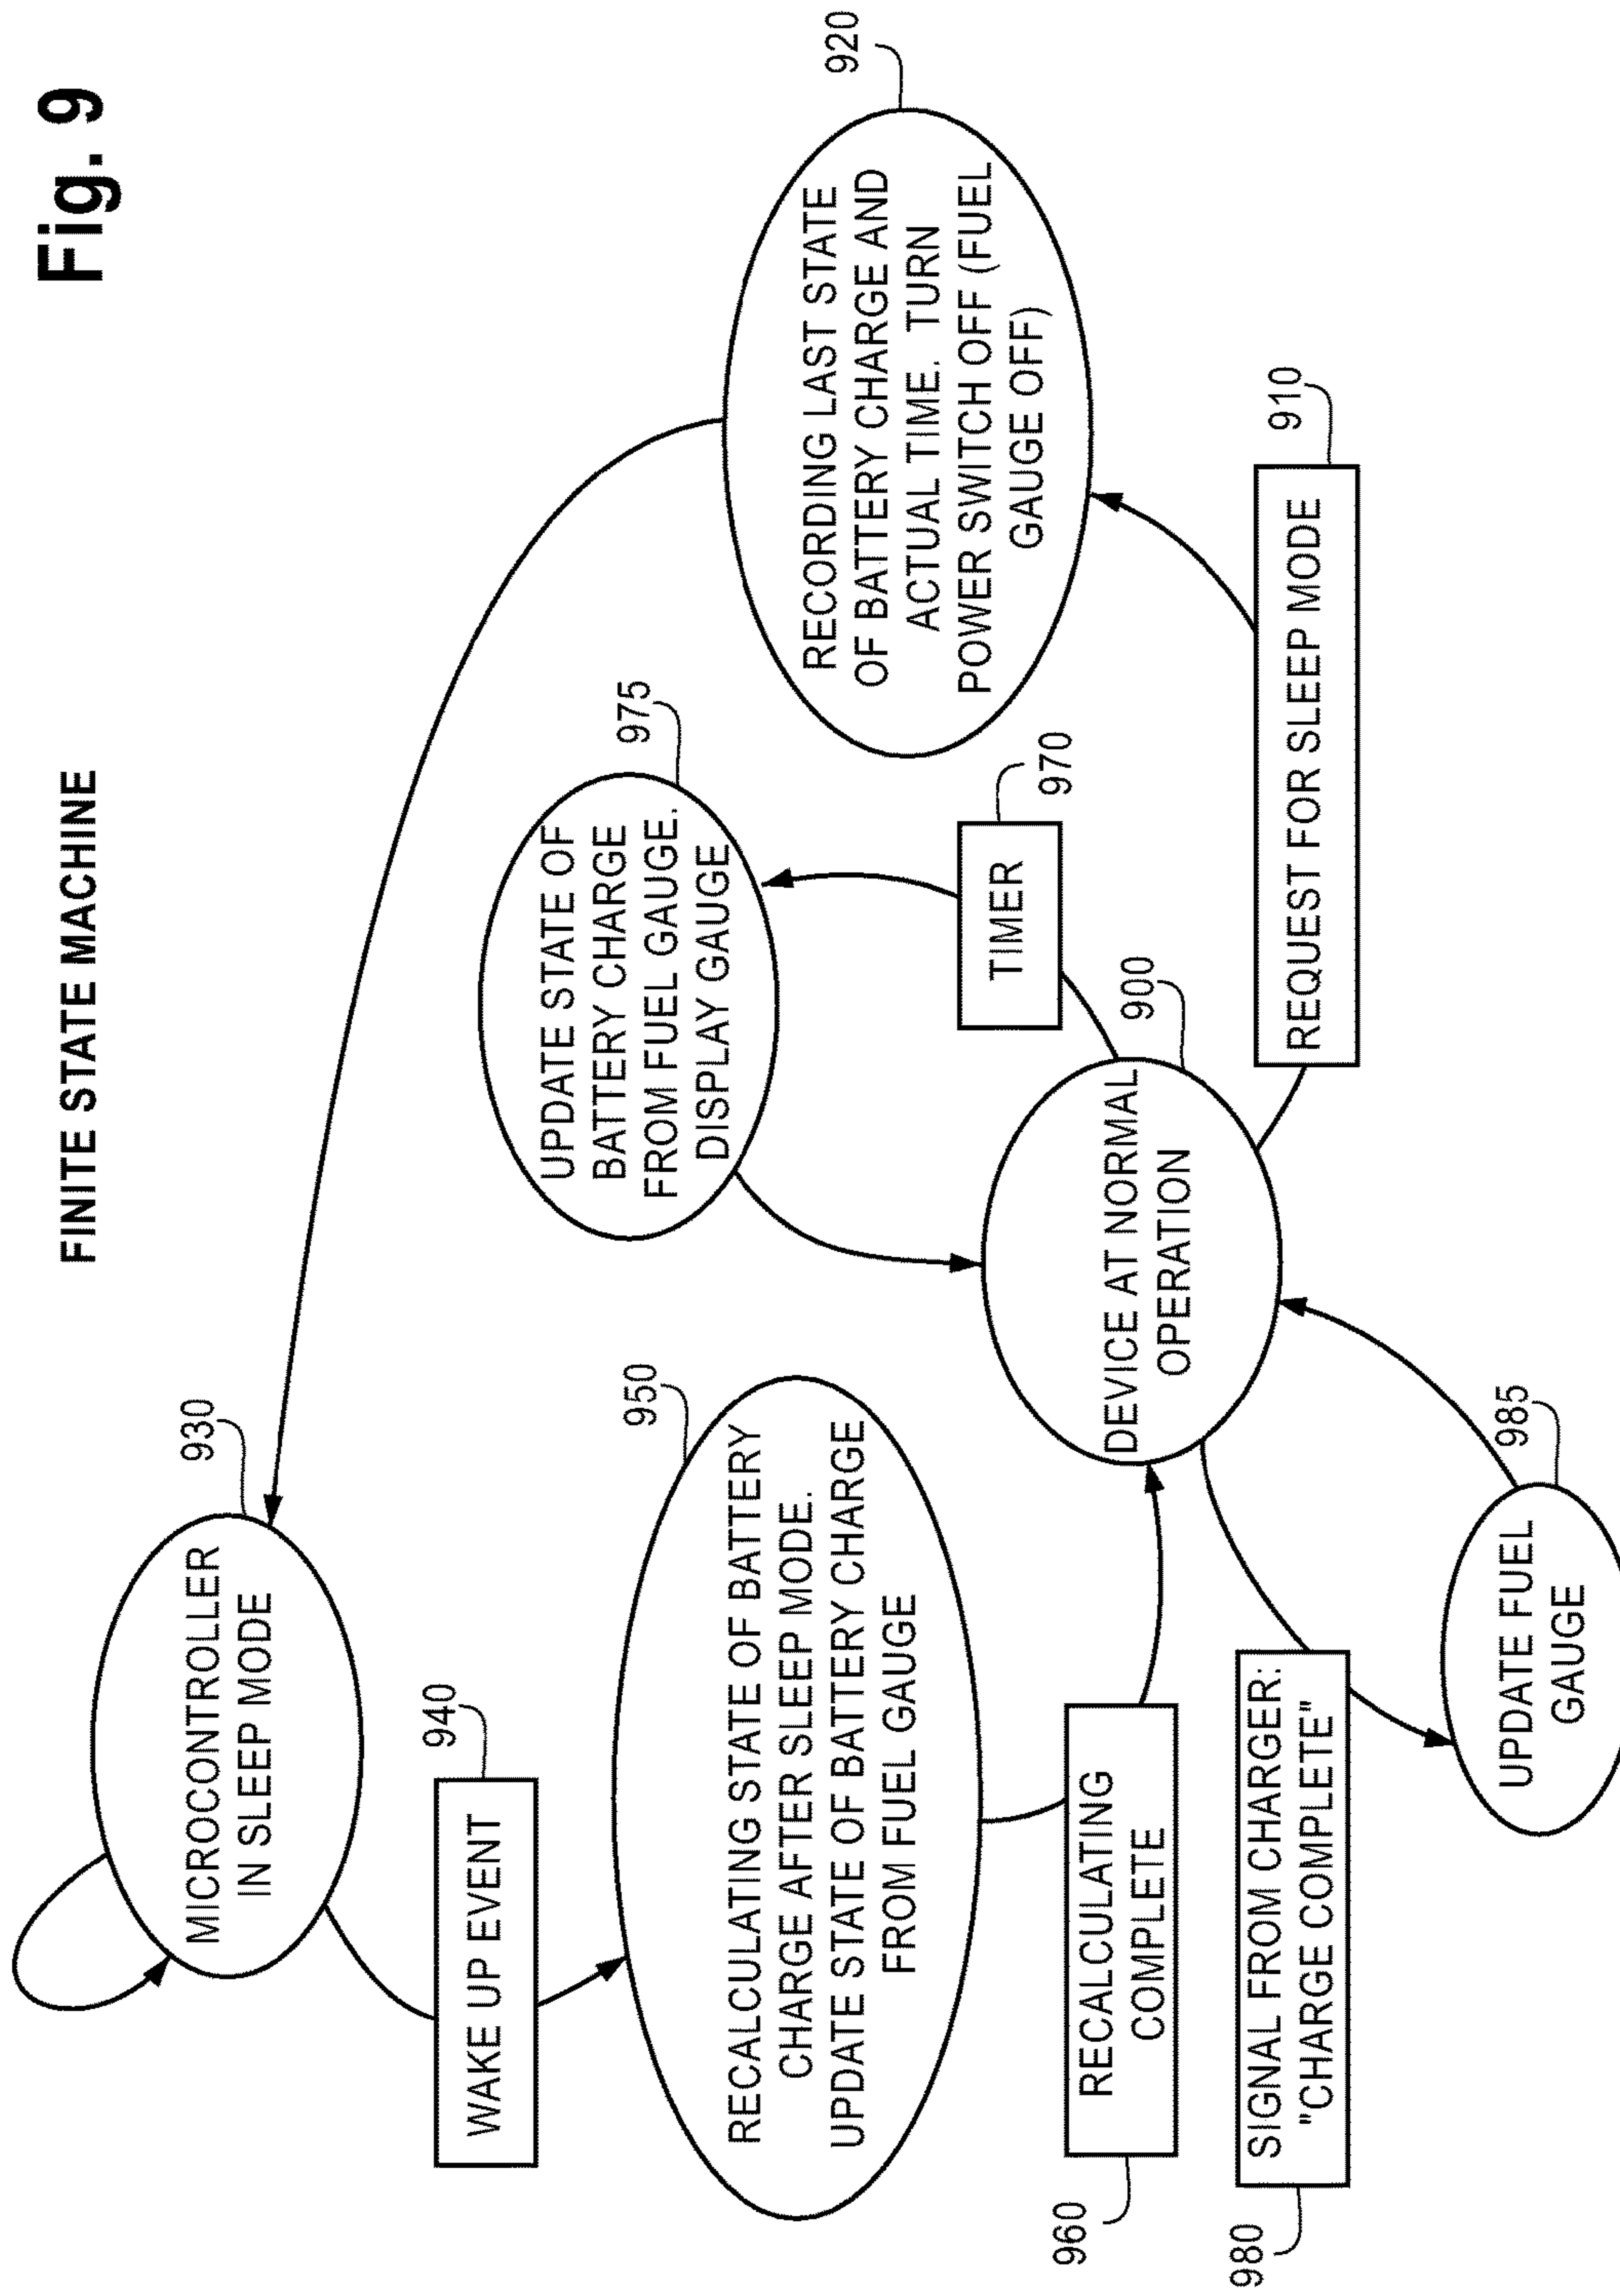 Fig. 9
FINITE STATE MACHINE
930
MICROCONTROLLER
IN SLEEP MODE
940
WAKE UP EVENT
950
RECALCULATING STATE OF BATTERY
CHARGE AFTER SLEEP MODE.
UPDATE STATE OF BATTERY CHARGE
FROM FUEL GAUGE
960
RECALCULATING
COMPLETE
980
SIGNAL FROM CHARGER:
"CHARGE COMPLETE"
985
UPDATE FUEL
GAUGE
900
DEVICE AT NORMAL
OPERATION
975
UPDATE STATE OF
BATTERY CHARGE
FROM FUEL GAUGE.
DISPLAY GAUGE
970
TIMER
910
REQUEST FOR SLEEP MODE
920
RECORDING LAST STATE
OF BATTERY CHARGE AND
ACTUAL TIME. TURN
POWER SWITCH OFF (FUEL
GAUGE OFF)